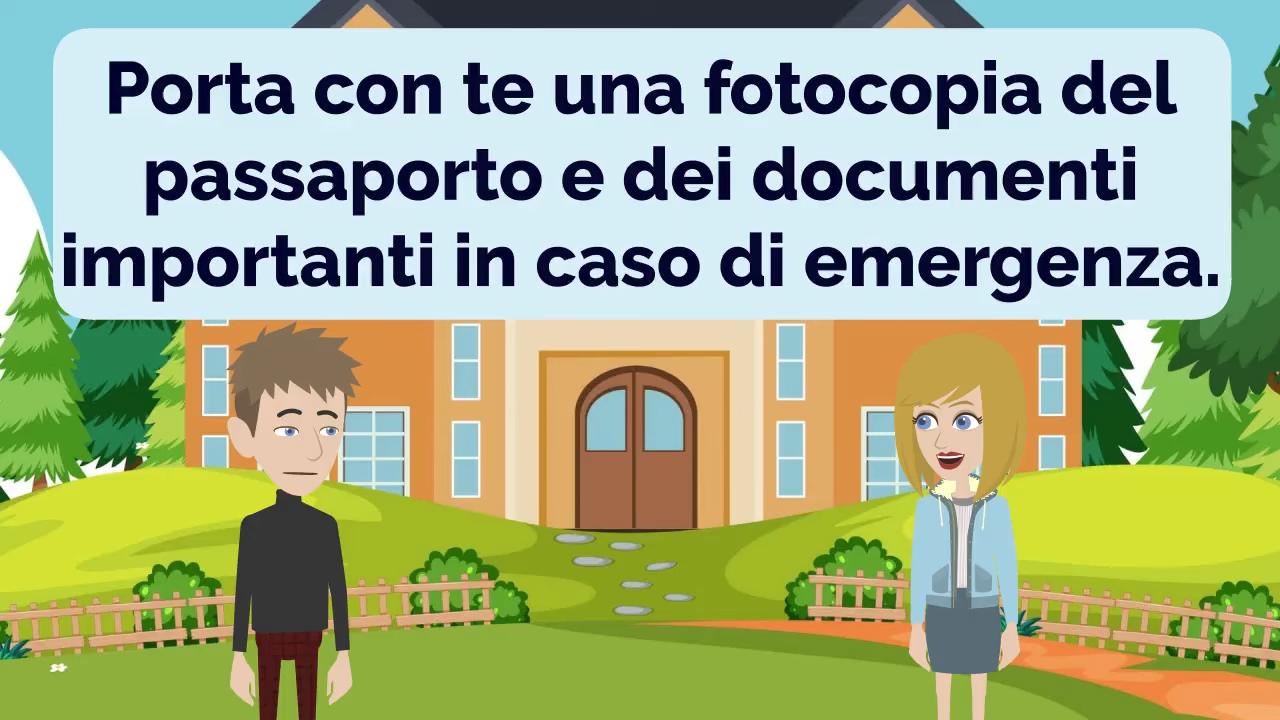 Porta con te una fotocopia del
passaporto e dei documenti
importanti in caso di emergenza.